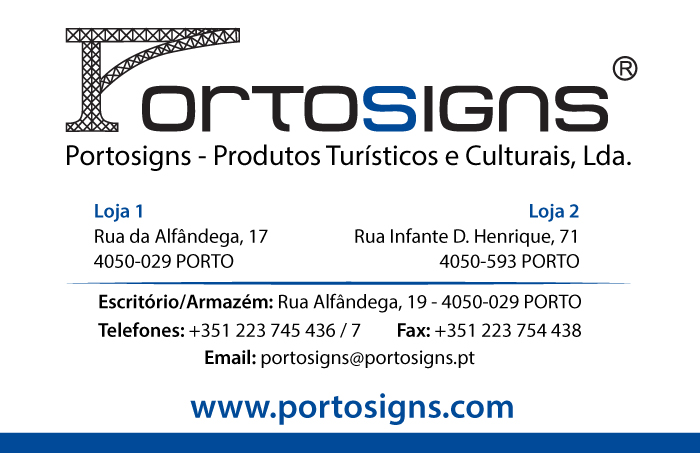 Portosigns®
Portosigns - Produtos Turísticos e Culturais, Lda.
Loja 1
Rua da Alfândega, 17
4050-029 PORTO
Loja 2
Rua Infante D. Henrique, 71
4050-593 PORTO
Escritório/Armazém: Rua Alfândega, 19 - 4050-029 PORTO
Telefones: +351 223 745 436 / 7 Fax: +351 223 754 438
Email: portosigns@portosigns.pt
www.portosigns.com